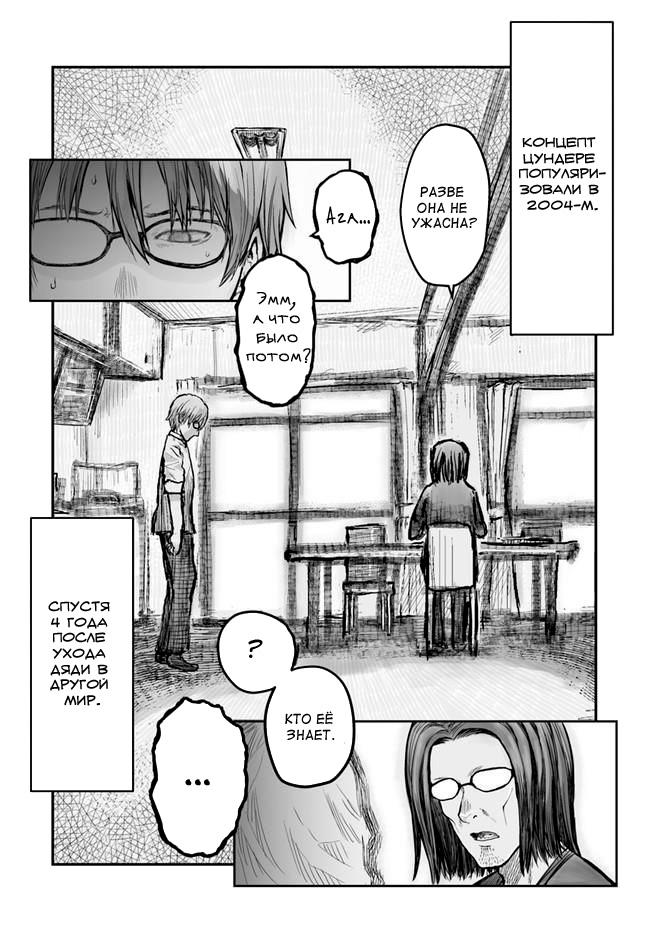 КОНЦЕПТ
ЦУНДЕРЕ
ПОПУЛЯРИ-
ЗОВАЛИ В
2004-М.
РАЗВЕ
ОНА НЕ
УЖАСНА?
АГА...
ЭММ,
А ЧТО
БЫЛО
ПОТОМ?
СПУСТЯ
4 ГОДА
ПОСЛЕ
УХОДА
ДЯДИ В
ДРУГОЙ
МИР.
?
КТО ЕЁ
ЗНАЕТ.
...